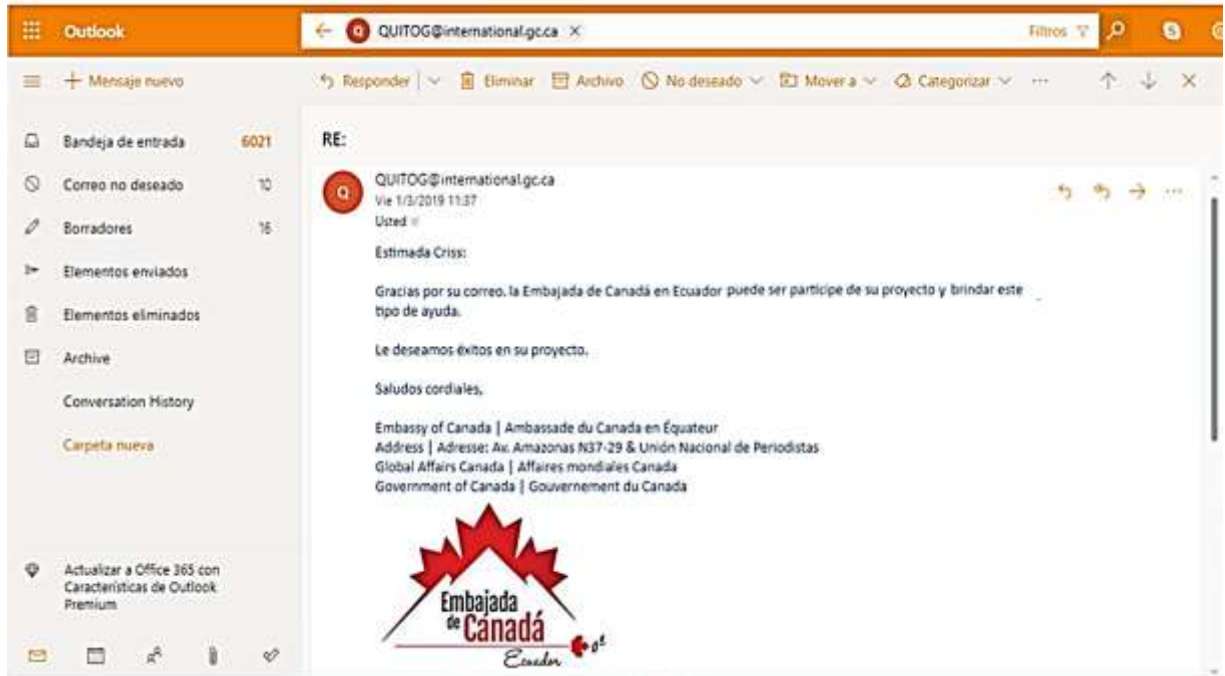 Outlook
QUITOG@international.gc.ca
Filtros
Mensaje nuevo
Responder
Eliminar
Archivo
No deseado
Mover a
Categorizar
Bandeja de entrada 6021
Correo no deseado 10
Borradores 16
Elementos enviados
Elementos eliminados
Archive
Conversation History
Carpeta nueva
Actualizar a Office 365 con
Características de Outlook
Premium
RE:
Q
QUITOG@international.gc.ca
Vie 1/3/2019 11:37
Usted
Estimada Criss:
Gracias por su correo, la Embajada de Canadá en Ecuador puede ser partícipe de su proyecto y brindar este
tipo de ayuda.
Le deseamos éxitos en su proyecto.
Saludos cordiales,
Embassy of Canada | Ambassade du Canada en Équateur
Address | Adresse: Av. Amazonas N37-29 & Unión Nacional de Periodistas
Global Affairs Canada | Affaires mondiales Canada
Government of Canada | Gouvernement du Canada
Embajada
de Canadá
Ecuador